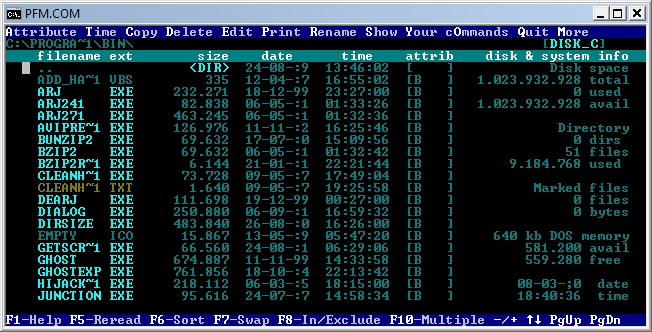 PFM.COM
Attribute Time Copy Delete Edit Print Rename Show Your cOmmands Quit More
C:\PROGRA~1\BIN\ [DISK_C]
filename ext size date time attrib disk & system info
.. <DIR> 24-08-:9 13:46:02 [ ] Disk space
ADD_HA~1 VBS 335 12-04-:7 16:55:02 [B ] 1.023.932.928 total
ARJ EXE 232.271 18-12-99 23:27:00 [B ] 0 used
ARJ241 EXE 82.838 06-05-:1 01:33:26 [B ] 1.023.932.928 avail
ARJ271 EXE 463.245 06-05-:1 01:32:36 [B ]
AVIPRE~1 EXE 126.976 11-11-:2 16:25:46 [B ] Directory
BUNZIP2 EXE 69.632 17-07-:0 15:09:56 [B ] 0 dirs
BZIP2 EXE 69.632 06-05-:1 01:32:42 [B ] 51 files
BZIP2R~1 EXE 6.144 21-01-:1 22:21:44 [B ] 9.184.768 used
CLEANH~1 EXE 73.728 09-05-:7 17:49:04 [B ]
CLEANH~1 TXT 1.640 09-05-:7 19:25:58 [B ] Marked files
DEARJ EXE 111.698 19-12-99 00:27:00 [B ] 0 files
DIALOG EXE 250.880 06-09-:1 16:59:32 [B ] 0 bytes
DIRSIZE EXE 483.840 26-08-:0 16:26:00 [B ]
EMPTY ICO 15.867 13-05-:9 05:47:20 [B ] 640 kb DOS memory
GETSCR~1 EXE 66.560 24-08-:1 06:29:06 [B ] 581.200 avail
GHOST EXE 674.887 11-11-99 14:33:58 [B ] 559.280 free
GHOSTEXP EXE 761.856 18-10-:4 22:13:42 [B ]
HIJACK~1 EXE 218.112 06-03-:5 18:18:34 [B ] 08-03-;0 date
JUNCTION EXE 95.616 24-07-:7 14:58:34 [B ] 18:40:36 time
F1-Help F5-Reread F6-Sort F7-Swap F8-In/Exclude F10-Multiple -/+ ↑↓ PgUp PgDn